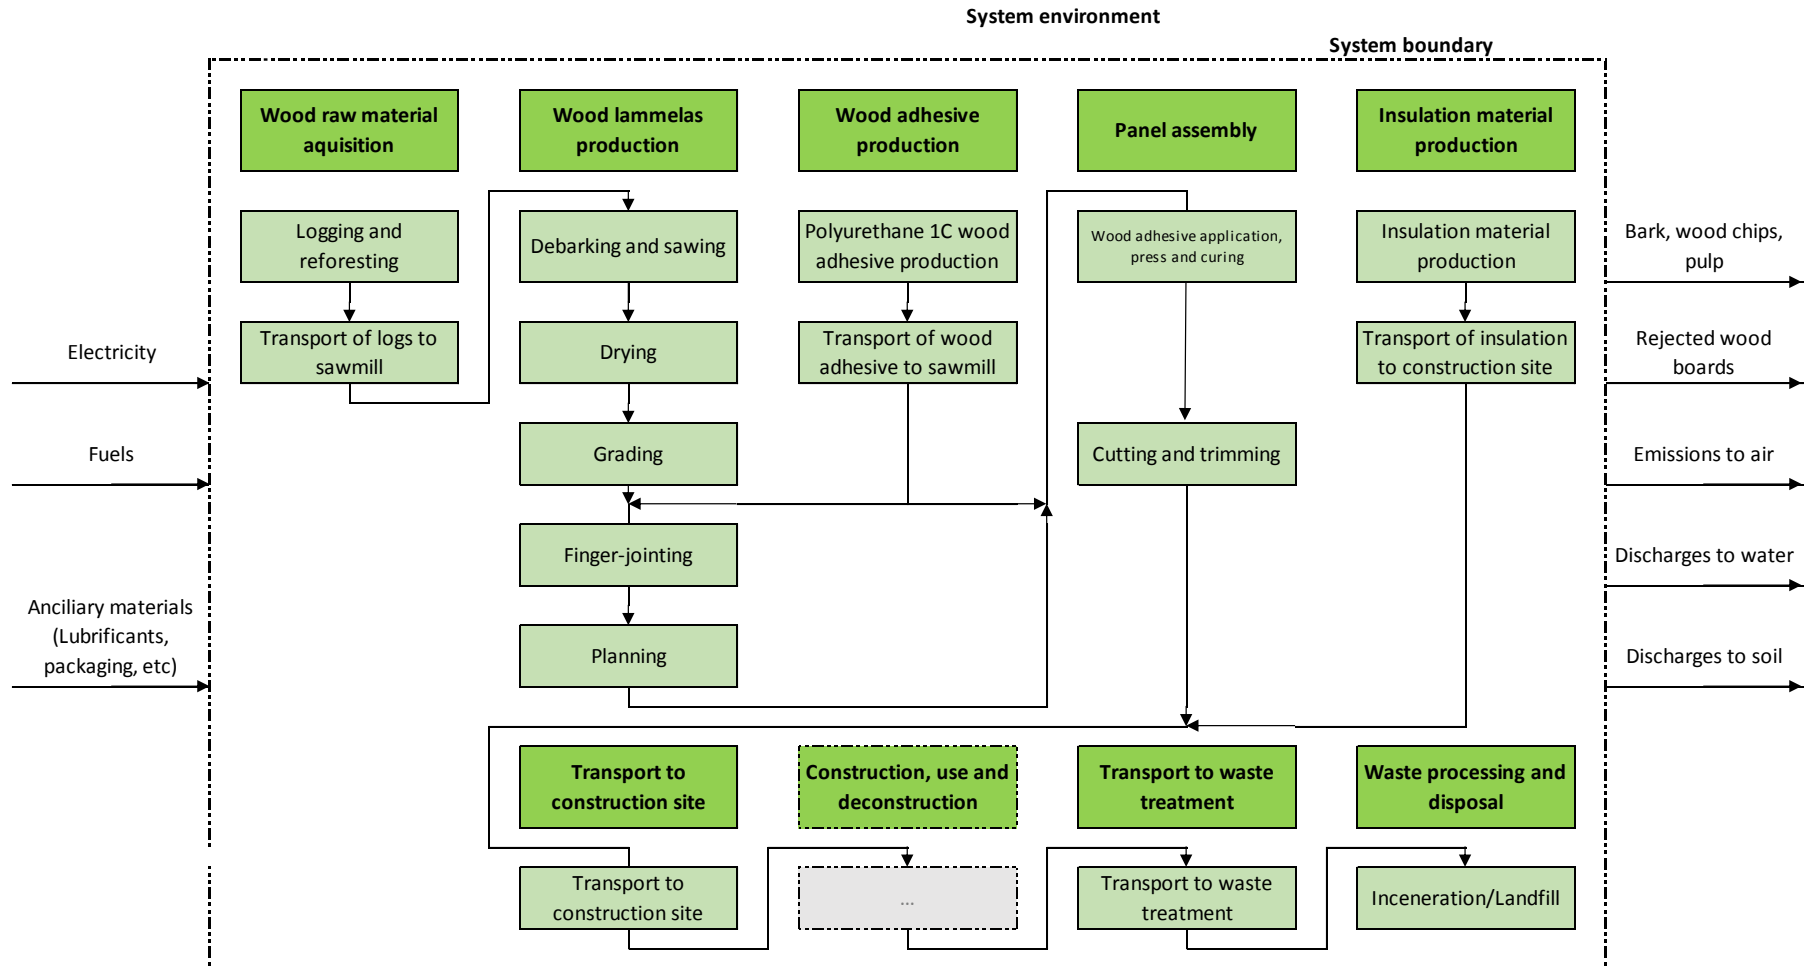 System environment
System boundary
Wood raw material
aquisition
Wood lammelas
production
Wood adhesive
production
Panel assembly
Insulation material
production
Logging and
reforesting
Debarking and sawing
Polyurethane 1C wood
adhesive production
Wood adhesive application,
press and curing
Insulation material
production
Bark, wood chips,
pulp
Electricity
Transport of logs to
sawmill
Drying
Transport of wood
adhesive to sawmill
Transport of insulation
to construction site
Rejected wood
boards
Fuels
Grading
Cutting and trimming
Emissions to air
Finger-jointing
Discharges to water
Anciliary materials
(Lubrificants,
packaging, etc)
Planning
Discharges to soil
Transport to
construction site
Construction, use and
deconstruction
Transport to waste
treatment
Waste processing and
disposal
Transport to
construction site
...
Transport to waste
treatment
Inceneration/Landfill